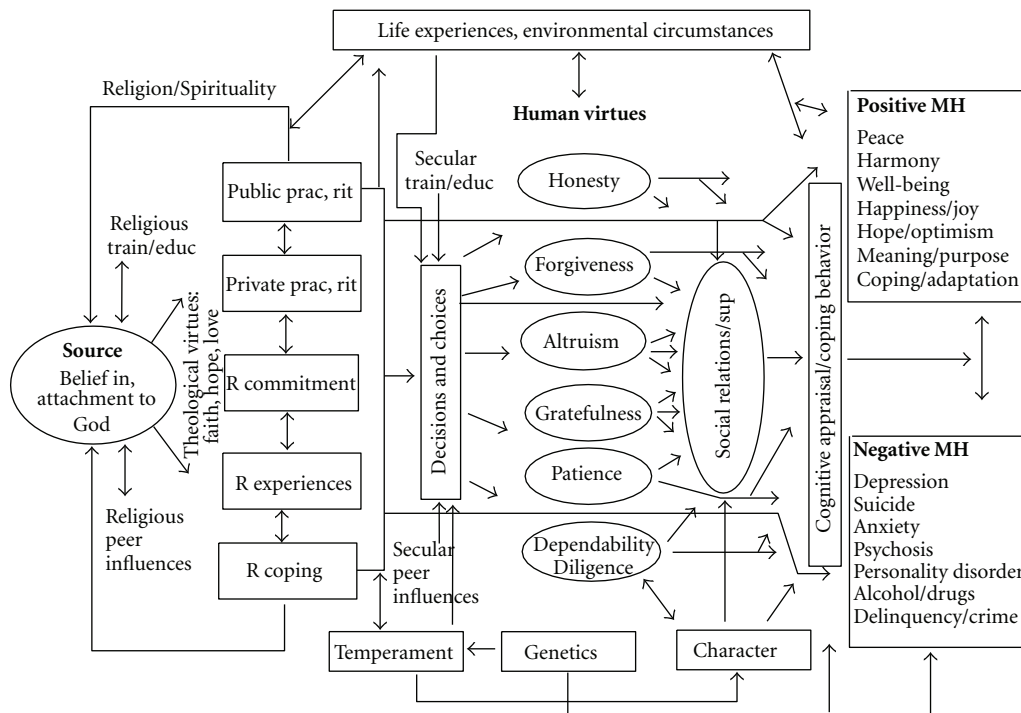 Life experiences, environmental circumstances
Religion/Spirituality
Human virtues
Secular
train/educ
Public prac, rit
Religious
train/educ
Private prac, rit
Source
Belief in,
attachment to
God
Theological virtues:
faith, hope, love
R commitment
R experiences
Religious
peer
influences
R coping
Decisions and choices
Secular
peer
influences
Honesty
Forgiveness
Altruism
Gratefulness
Patience
Dependability
Diligence
Social relations/sup
Cognitive appraisal/coping behavior
Temperament
Genetics
Character
Positive MH
Peace
Harmony
Well-being
Happiness/joy
Hope/optimism
Meaning/purpose
Coping/adaptation
Negative MH
Depression
Suicide
Anxiety
Psychosis
Personality disorder
Alcohol/drugs
Delinquency/crime